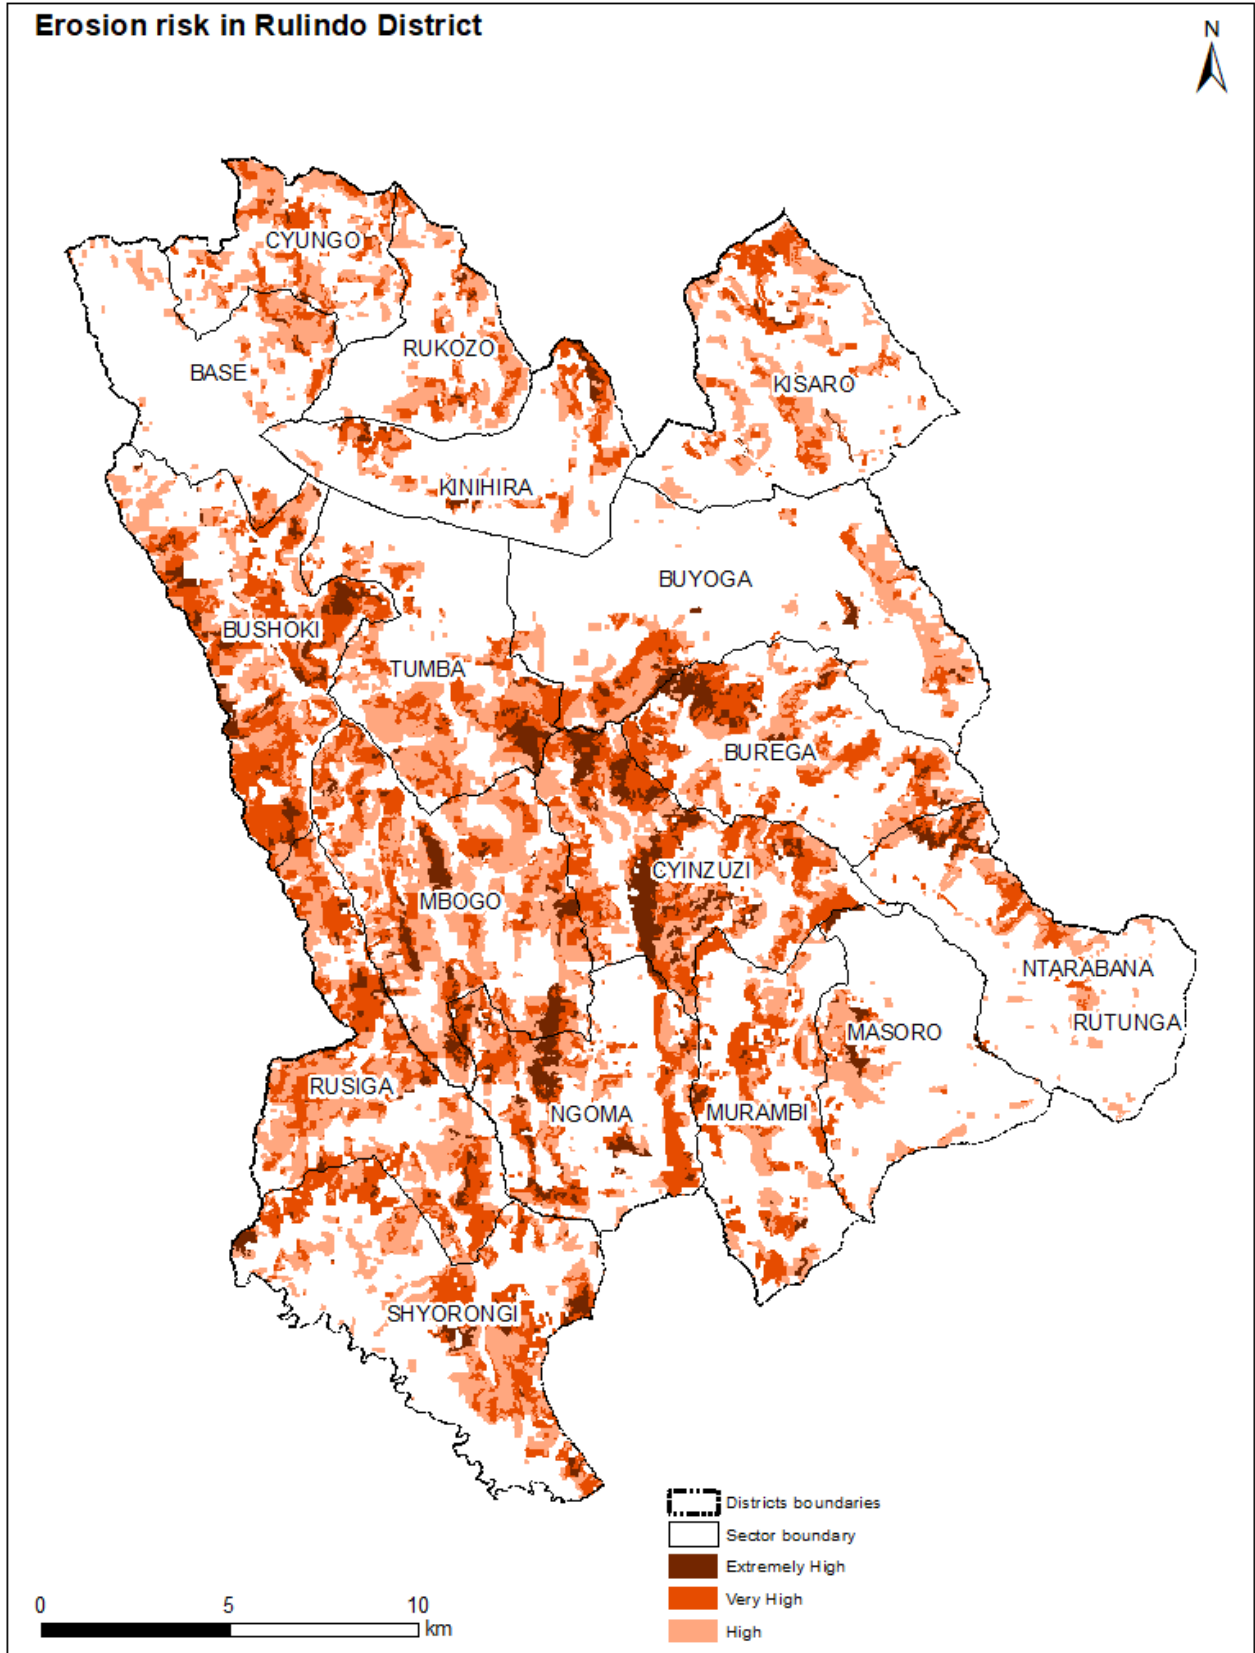 Erosion risk in Rulindo District
N
CYUNGO
RUKOZO
BASE
KISARO
KINIHIRA
BUYOGA
BUSHOKI
TUMBA
BUREGA
CYINZUZI
MBOGO
NTARABANA
RUTUNGA
MASORO
RUSIGA
NGOMA
MURAMBI
SHYORONGI
Districts boundaries
Sector boundary
Extremely High
Very High
High
0 5 10
km